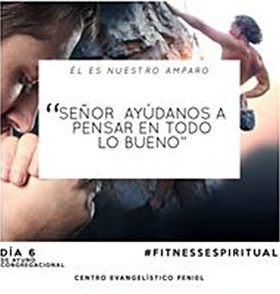 ÉL ES NUESTRO AMPARO
“SEÑOR AYÚDANOS A
PENSAR EN TODO
LO BUENO”
DÍA 6
DE AYUNO
CONGREGACIONAL
#FITNESSESPIRITUAL
CENTRO EVANGELÍSTICO PENIEL